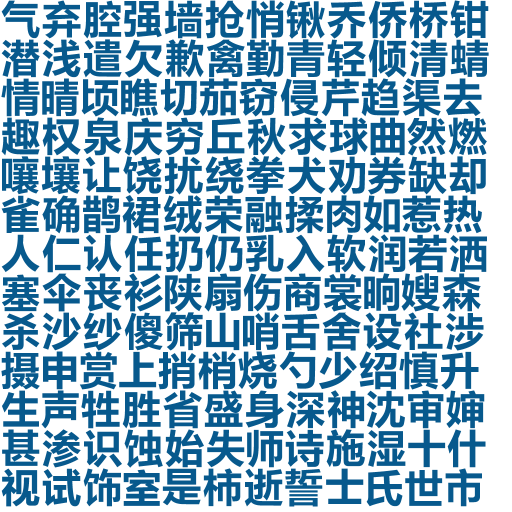 气弃腔强墙抢悄锹乔侨桥钳
潜浅遣欠歉禽勤青轻倾清蜻
情晴顷瞧切茄窃侵芹趋渠去
趣权泉庆穷丘秋求球曲然燃
嚷壤让饶扰绕拳犬劝券缺却
雀确鹊裙绒荣融揉肉如惹热
人仁认任扔仍乳入软润若洒
塞伞丧衫陕扇伤商裳晌嫂森
杀沙纱傻筛山哨舌舍设社涉
摄申赏上捎梢烧勺少绍慎升
生声牲胜省盛身深神沈审婶
甚渗识蚀始失师诗施湿十什
视试饰室是柿逝誓士氏世市